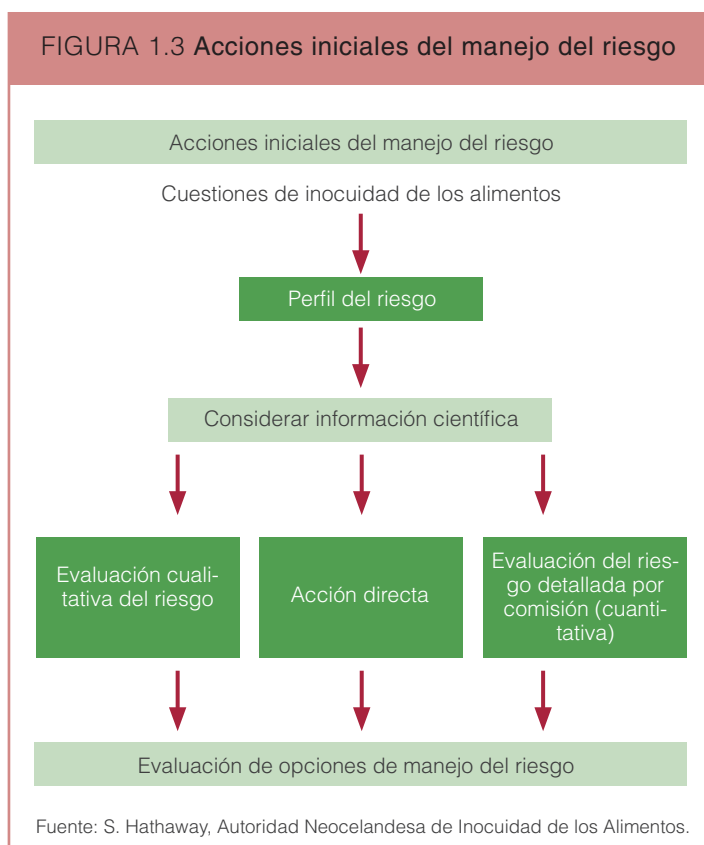 FIGURA 1.3 Acciones iniciales del manejo del riesgo
Acciones iniciales del manejo del riesgo
Cuestiones de inocuidad de los alimentos
Perfil del riesgo
Considerar información científica
Evaluación cuali-
tativa del riesgo
Acción directa
Evaluación del ries-
go detallada por
comisión (cuanti-
tativa)
Evaluación de opciones de manejo del riesgo
Fuente: S. Hathaway, Autoridad Neocelandesa de Inocuidad de los Alimentos.